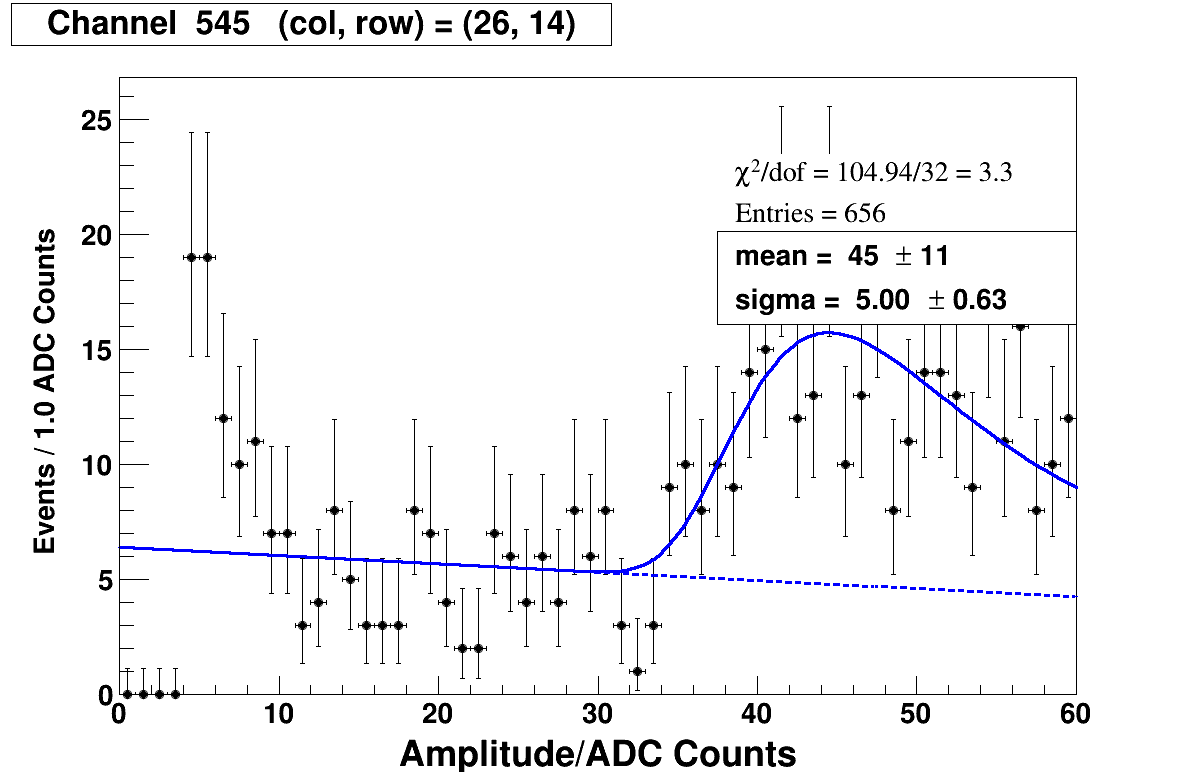 Channel 545 (col, row) = (26, 14)
25
20
15
10
5
0
Events / 1.0 ADC Counts
χ²/dof = 104.94/32 = 3.3
Entries = 656
mean = 45 ± 11
sigma = 5.00 ± 0.63
0 10 20 30 40 50 60
Amplitude/ADC Counts